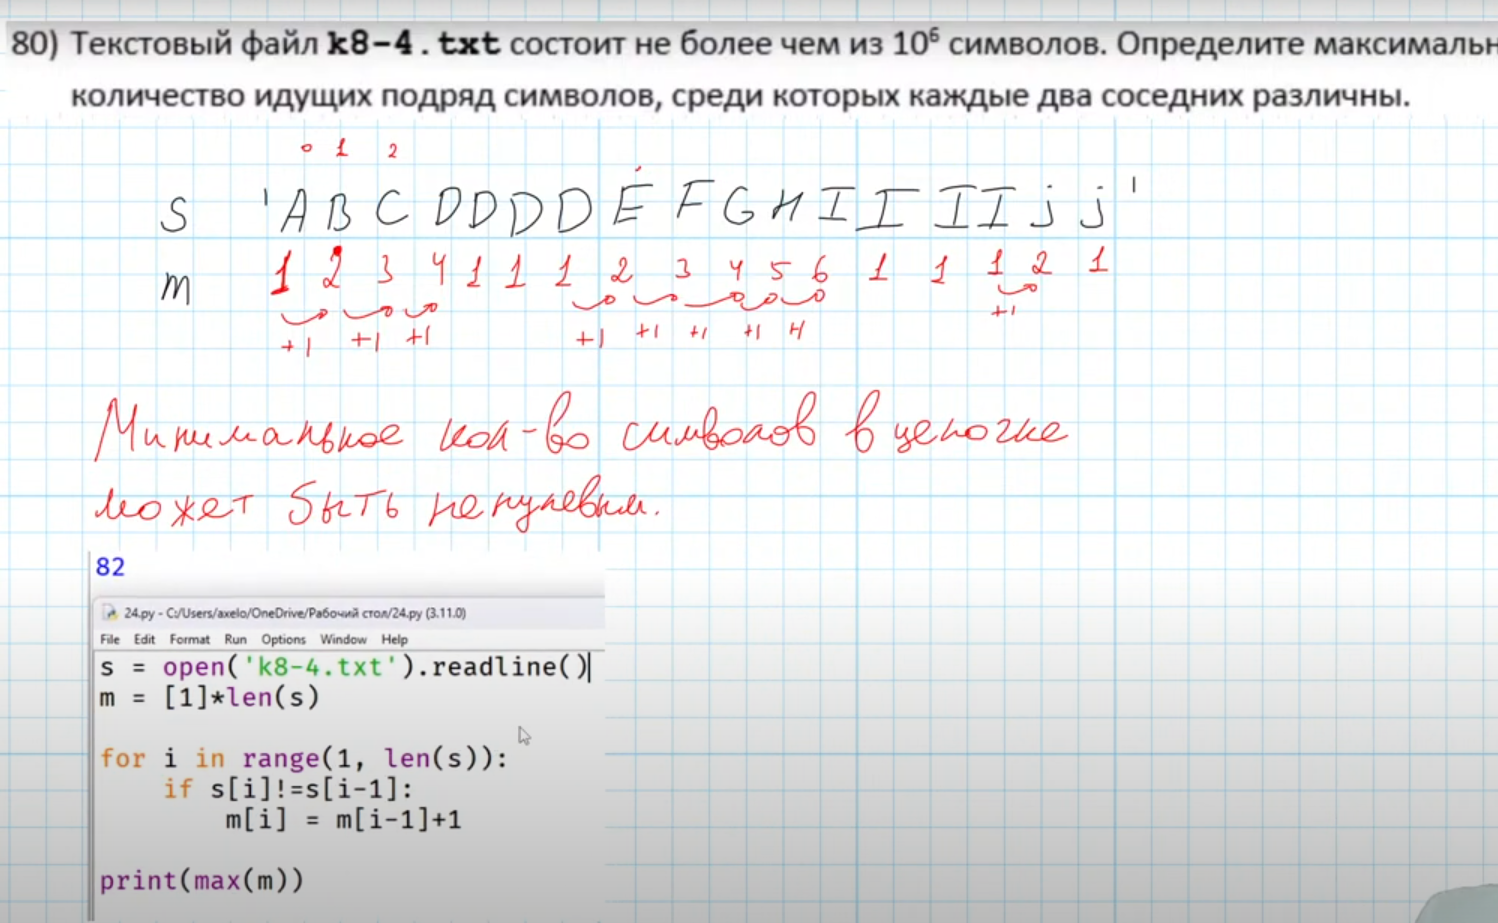 80) Текстовый файл k8-4.txt состоит не более чем из 10⁶ символов. Определите максимальн
количество идущих подряд символов, среди которых каждые два соседних различны.
0 1 2
S 'A B C D D D D E F G H I I I I j j'
m 1 2 3 4 1 1 1 2 3 4 5 6 1 1 1 2 1
+1 +1 +1 +1 +1 +1 +1 +1
Минимальное кол-во символов в цепочке
может быть ненулевым.
82
24.py - C:/Users/axelo/OneDrive/Рабочий стол/24.py (3.11.0)
File Edit Format Run Options Window Help
s = open('k8-4.txt').readline()
m = [1]*len(s)
for i in range(1, len(s)):
if s[i]!=s[i-1]:
m[i] = m[i-1]+1
print(max(m))